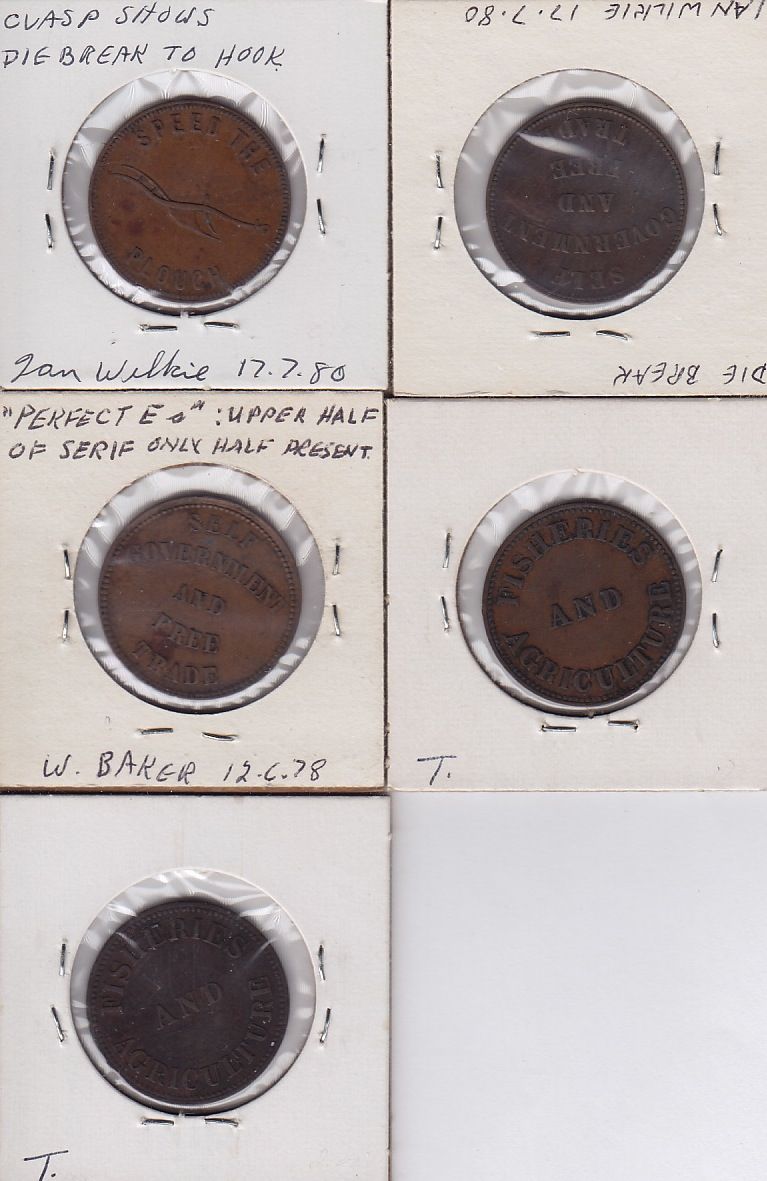 CLASP SHOWS
DIE BREAK TO HOOK
SPEED THE
PLOUGH
Ian Wilkie 17.7.80
IAN WILKIE 17.7.80
SELF
GOVERNMENT
AND
FREE
TRADE
DIE BREAK
"PERFECT E s" : UPPER HALF
OF SERIF ONLY HALF PRESENT.
SELF
GOVERNMENT
AND
FREE
TRADE
W. BAKER 12.6.78
FISHERIES
AND
AGRICULTURE
T.
FISHERIES
AND
AGRICULTURE
T.